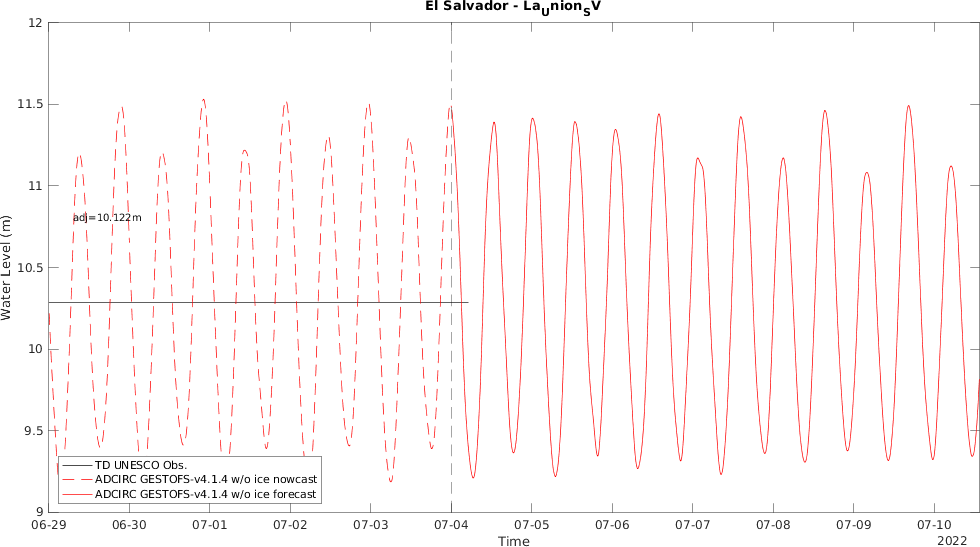 El Salvador - LaUnionSV
12
11.5
11
adj=10.122m
10.5
Water Level (m)
10
9.5
9
TD UNESCO Obs.
ADCIRC GESTOFS-v4.1.4 w/o ice nowcast
ADCIRC GESTOFS-v4.1.4 w/o ice forecast
06-29 06-30 07-01 07-02 07-03 07-04 07-05 07-06 07-07 07-08 07-09 07-10
Time
2022